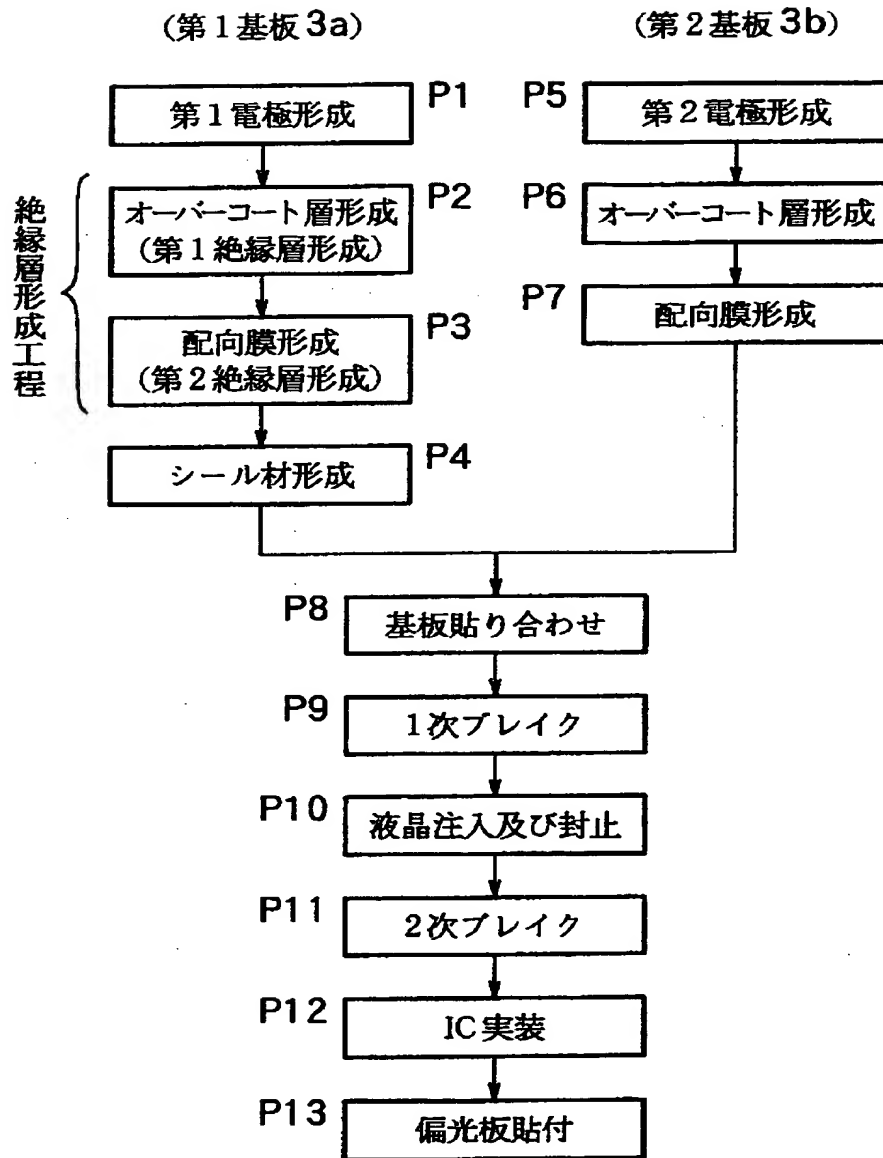 (第1基板3a)
P1
第1電極形成
絶縁層形成工程
P2
オーバーコート層形成
(第1絶縁層形成)
P3
配向膜形成
(第2絶縁層形成)
P4
シール材形成
(第2基板3b)
P5
第2電極形成
P6
オーバーコート層形成
P7
配向膜形成
P8
基板貼り合わせ
P9
1次ブレイク
P10
液晶注入及び封止
P11
2次ブレイク
P12
IC実装
P13
偏光板貼付